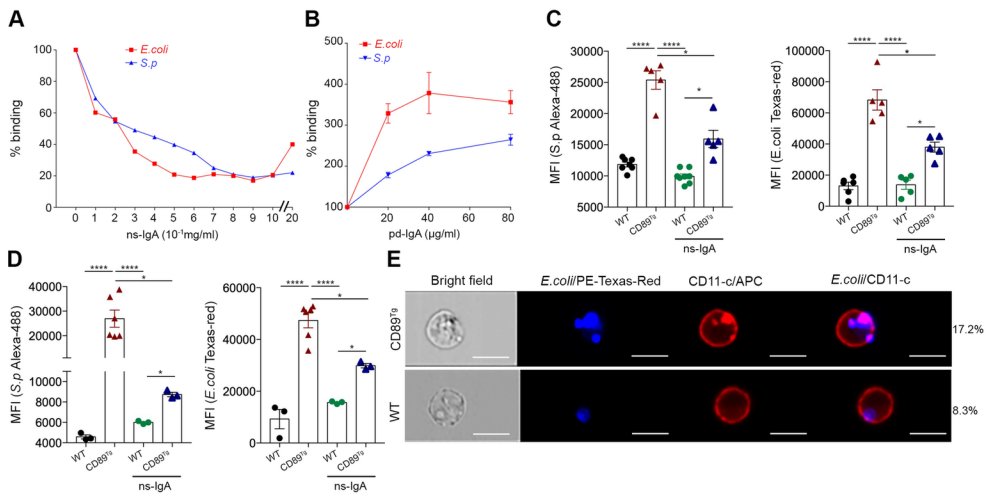 A
E.coli
S.p
% binding
100
80
60
40
20
0
0 1 2 3 4 5 6 7 8 9 10 20
ns-IgA (10⁻¹mg/ml)
B
E.coli
S.p
% binding
500
400
300
200
100
0 20 40 60 80
pd-IgA (µg/ml)
C
**** ****
*
*
MFI (S.p Alexa-488)
30000
25000
20000
15000
10000
5000
WT CD89Tg WT CD89Tg
ns-IgA
**** ****
*
*
MFI (E.coli Texas-red)
100000
80000
60000
40000
20000
0
WT CD89Tg WT CD89Tg
ns-IgA
D
**** ****
*
*
MFI (S.p Alexa-488)
40000
30000
20000
10000
8000
6000
4000
WT CD89Tg WT CD89Tg
ns-IgA
**** ****
*
*
MFI (E.coli Texas-red)
60000
40000
20000
0
WT CD89Tg WT CD89Tg
ns-IgA
E
Bright field E.coli/PE-Texas-Red CD11-c/APC E.coli/CD11-c
CD89Tg
17.2%
WT
8.3%